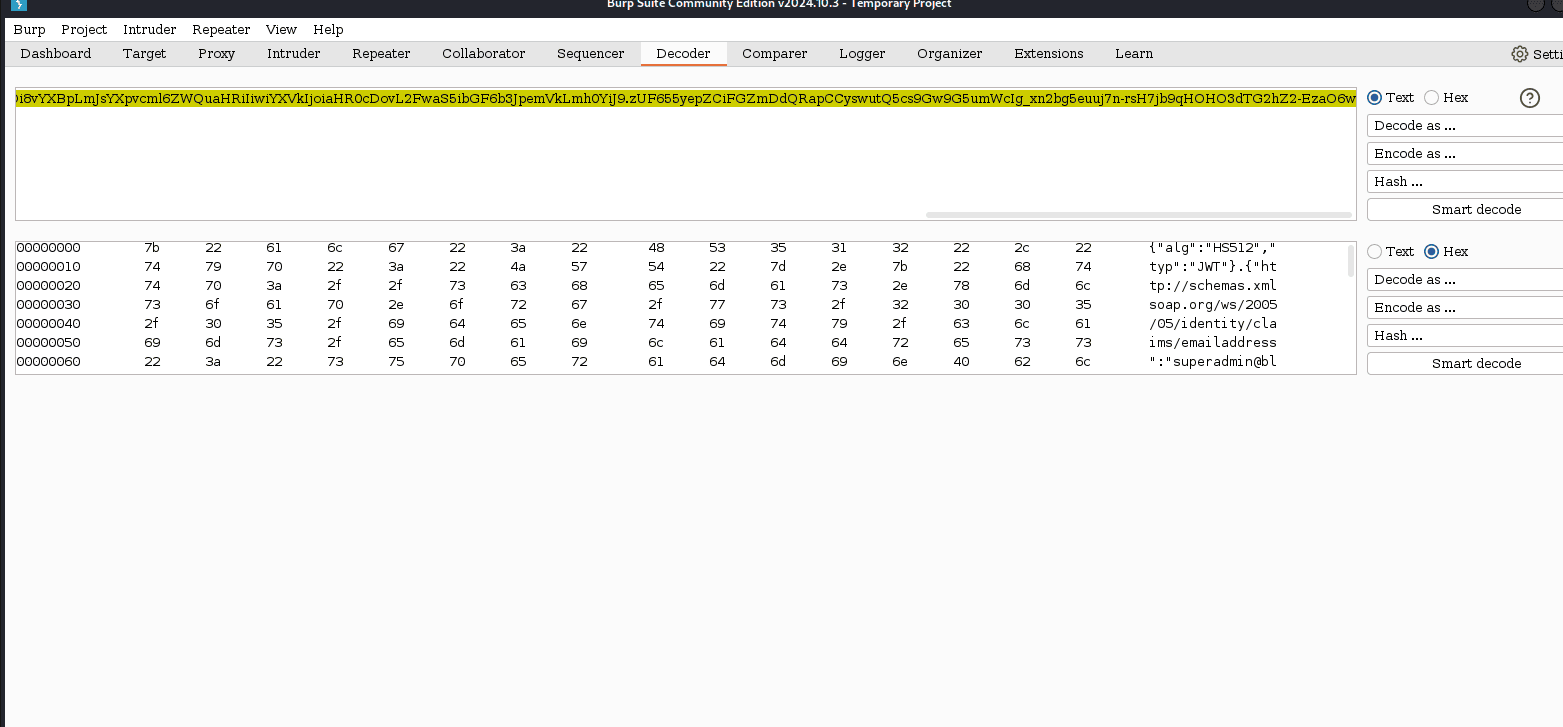 Burp Suite Community Edition v2024.10.3 - Temporary Project
Burp Project Intruder Repeater View Help
Dashboard Target Proxy Intruder Repeater Collaborator Sequencer Decoder Comparer Logger Organizer Extensions Learn Setti
i8vYXBpLmJsYXpvcml6ZWQuaHRiIiwiYXVkIjoiaHR0cDovL2FwaS5ibGF6b3JpemVkLmh0YiJ9.zUF655yepZCiFGZmDdQRapCCyswutQ5cs9Gw9G5umWcIg_xn2bg5euuj7n-rsH7jb9qHOHO3dTG2hZ2-EzaO6w
Text Hex ?
Decode as ...
Encode as ...
Hash ...
Smart decode
00000000 7b 22 61 6c 67 22 3a 22 48 53 35 31 32 22 2c 22 {"alg":"HS512","
00000010 74 79 70 22 3a 22 4a 57 54 22 7d 2e 7b 22 68 74 typ":"JWT"}.{"ht
00000020 74 70 3a 2f 2f 73 63 68 65 6d 61 73 2e 78 6d 6c tp://schemas.xml
00000030 73 6f 61 70 2e 6f 72 67 2f 77 73 2f 32 30 30 35 soap.org/ws/2005
00000040 2f 30 35 2f 69 64 65 6e 74 69 74 79 2f 63 6c 61 /05/identity/cla
00000050 69 6d 73 2f 65 6d 61 69 6c 61 64 64 72 65 73 73 ims/emailaddress
00000060 22 3a 22 73 75 70 65 72 61 64 6d 69 6e 40 62 6c ":"superadmin@bl
Text Hex
Decode as ...
Encode as ...
Hash ...
Smart decode